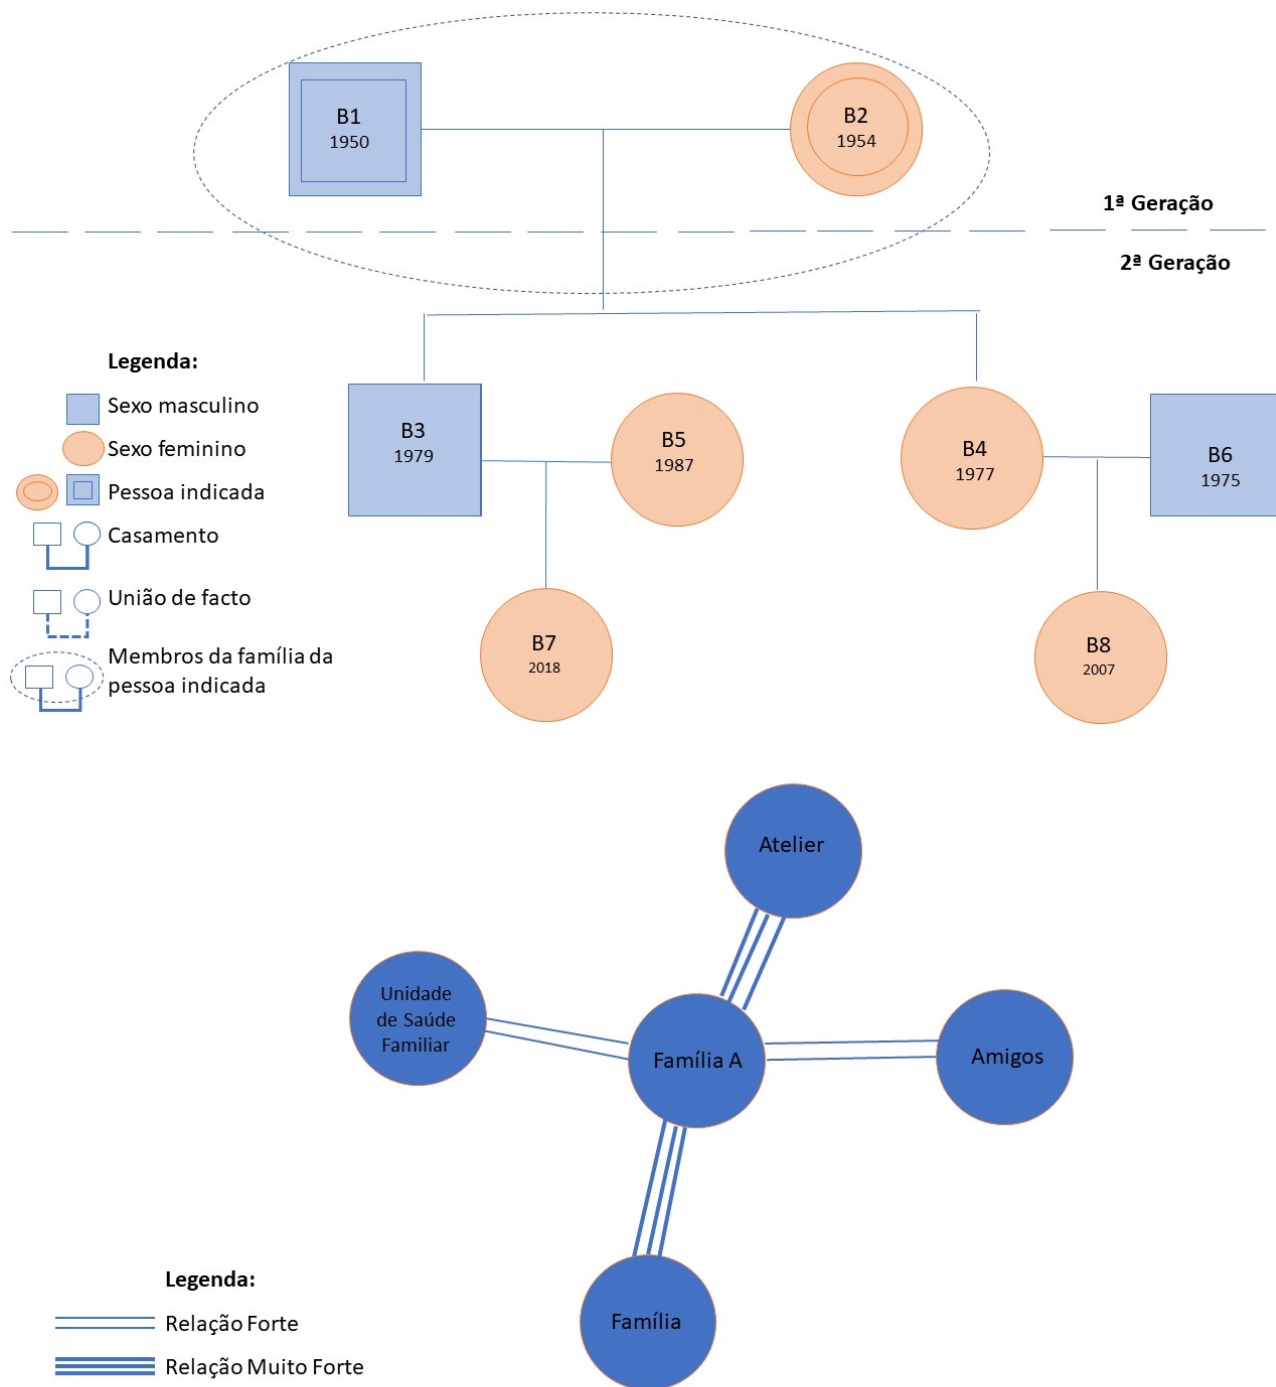 B1
1950
B2
1954
1ª Geração
2ª Geração
B3
1979
B5
1987
B4
1977
B6
1975
B7
2018
B8
2007
Legenda:
Sexo masculino
Sexo feminino
Pessoa indicada
Casamento
União de facto
Membros da família da
pessoa indicada
Atelier
Unidade
de Saúde
Familiar
Família A
Amigos
Família
Legenda:
Relação Forte
Relação Muito Forte